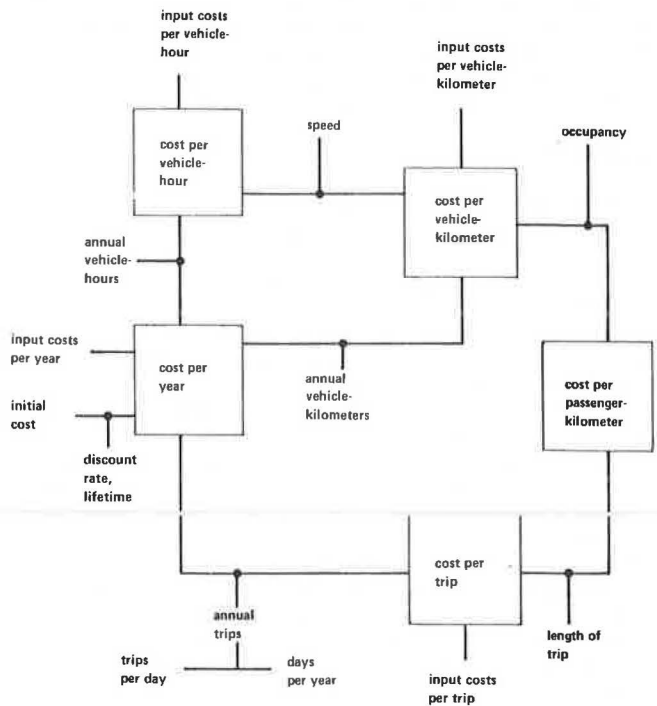 input costs
per vehicle-
hour
input costs
per vehicle-
kilometer
speed
occupancy
cost per
vehicle-
hour
cost per
vehicle-
kilometer
annual
vehicle-
hours
input costs
per year
cost per
year
annual
vehicle-
kilometers
cost per
passenger-
kilometer
initial
cost
discount
rate,
lifetime
cost per
trip
annual
trips
length of
trip
trips
per day
days
per year
input costs
per trip